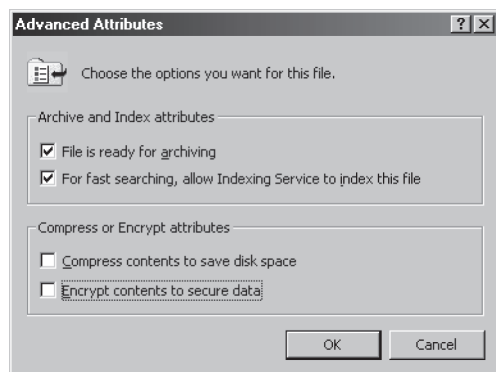 Advanced Attributes
Choose the options you want for this file.
Archive and Index attributes
File is ready for archiving
For fast searching, allow Indexing Service to index this file
Compress or Encrypt attributes
Compress contents to save disk space
Encrypt contents to secure data
OK Cancel